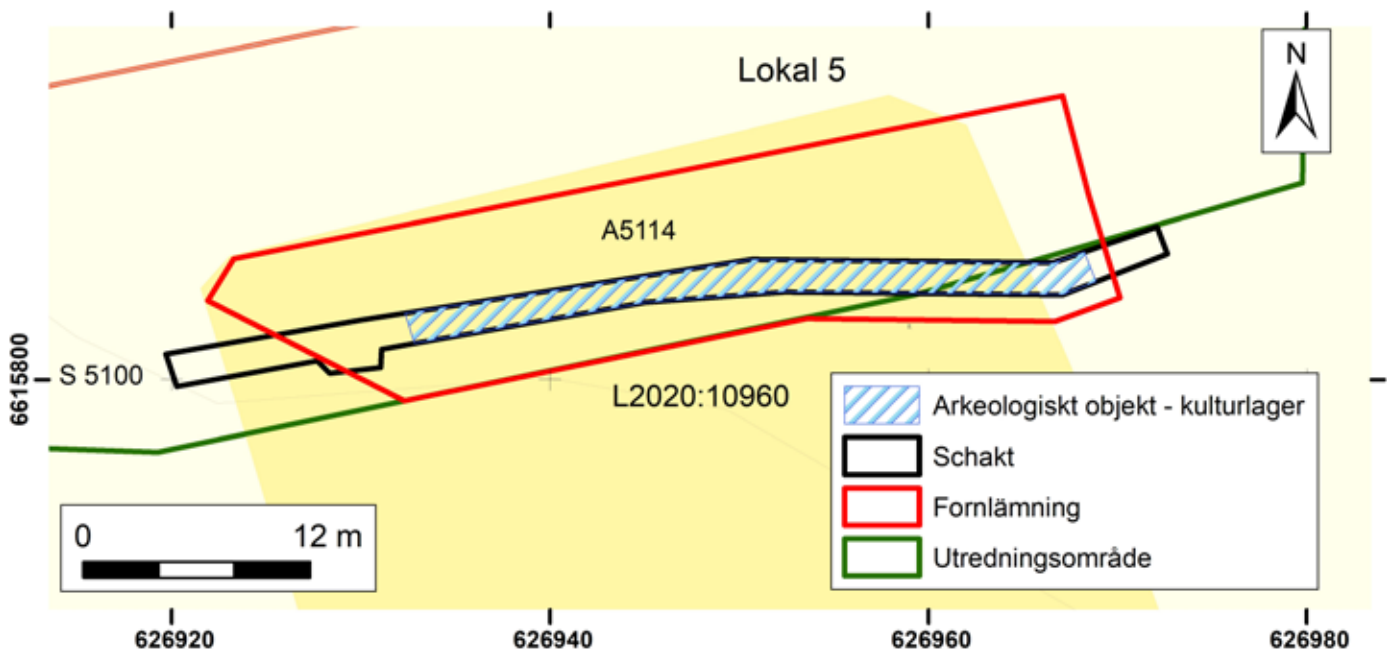 Lokal 5
N
A5114
S 5100
L2020:10960
6615800
Arkeologiskt objekt - kulturlager
Schakt
Fornlämning
Utredningsområde
0 12 m
626920 626940 626960 626980